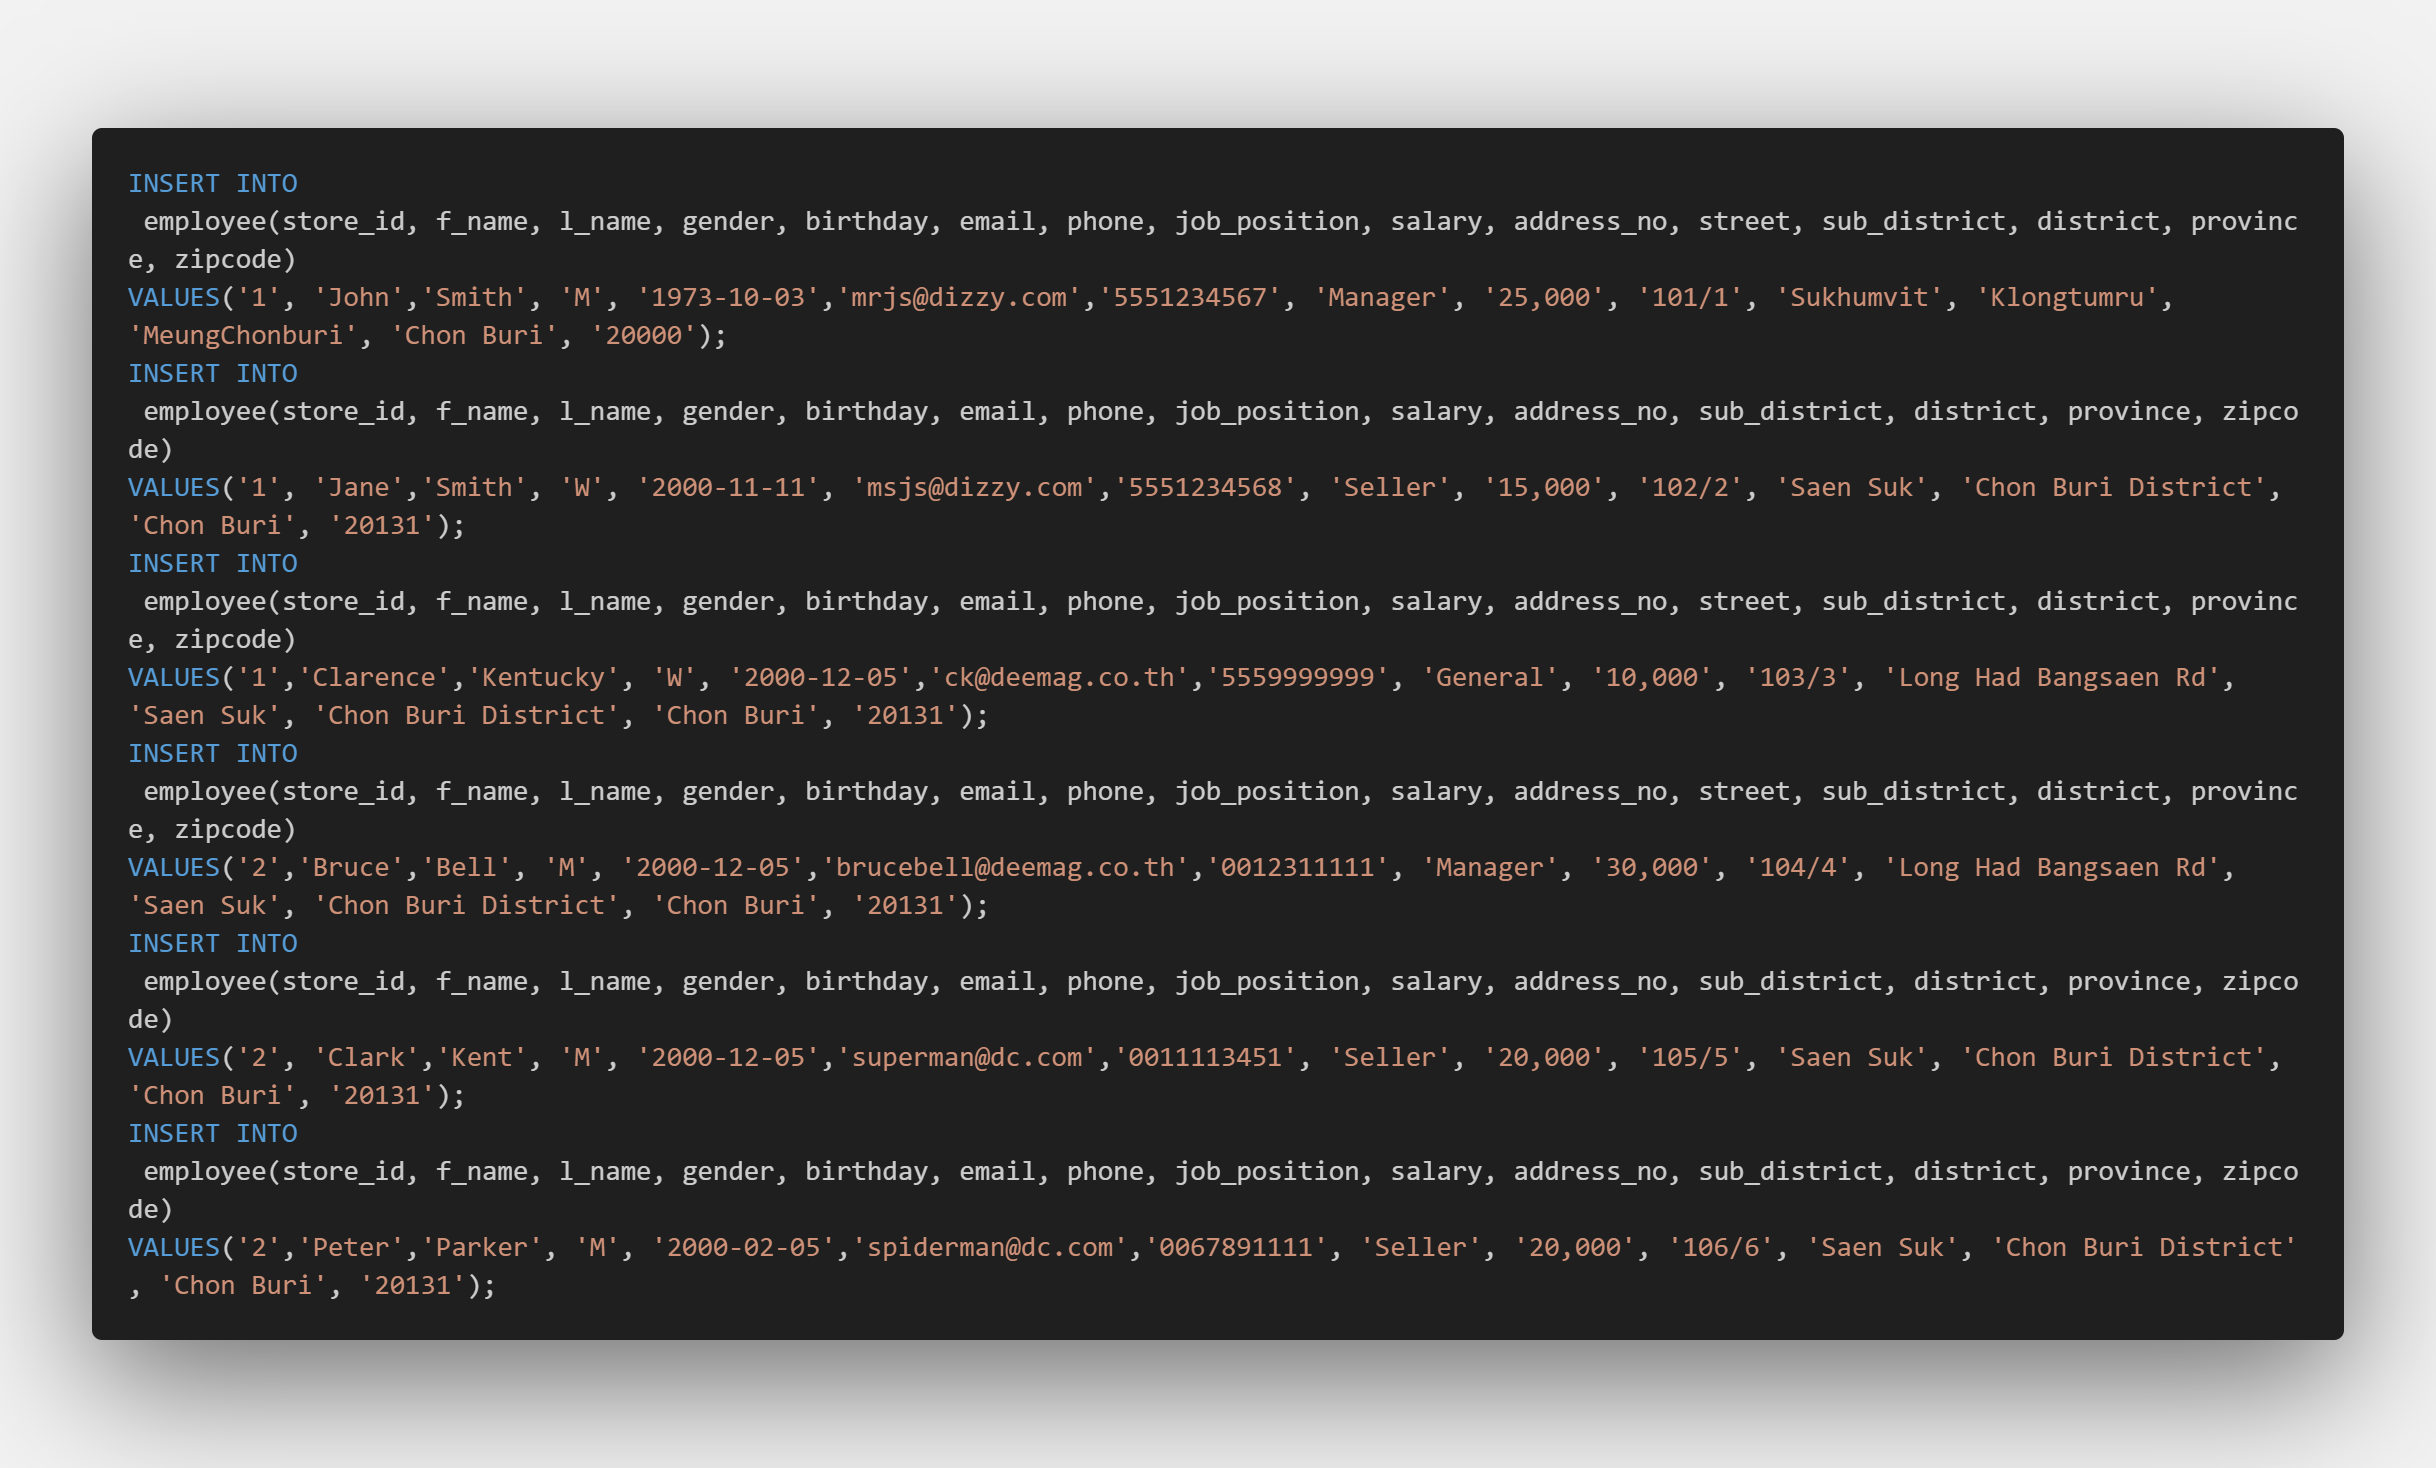 INSERT INTO
 employee(store_id, f_name, l_name, gender, birthday, email, phone, job_position, salary, address_no, street, sub_district, district, provinc
e, zipcode)
VALUES('1', 'John','Smith', 'M', '1973-10-03','mrjs@dizzy.com','5551234567', 'Manager', '25,000', '101/1', 'Sukhumvit', 'Klongtumru',
'MeungChonburi', 'Chon Buri', '20000');
INSERT INTO
 employee(store_id, f_name, l_name, gender, birthday, email, phone, job_position, salary, address_no, sub_district, district, province, zipco
de)
VALUES('1', 'Jane','Smith', 'W', '2000-11-11', 'msjs@dizzy.com','5551234568', 'Seller', '15,000', '102/2', 'Saen Suk', 'Chon Buri District',
'Chon Buri', '20131');
INSERT INTO
 employee(store_id, f_name, l_name, gender, birthday, email, phone, job_position, salary, address_no, street, sub_district, district, provinc
e, zipcode)
VALUES('1','Clarence','Kentucky', 'W', '2000-12-05','ck@deemag.co.th','5559999999', 'General', '10,000', '103/3', 'Long Had Bangsaen Rd',
'Saen Suk', 'Chon Buri District', 'Chon Buri', '20131');
INSERT INTO
 employee(store_id, f_name, l_name, gender, birthday, email, phone, job_position, salary, address_no, street, sub_district, district, provinc
e, zipcode)
VALUES('2','Bruce','Bell', 'M', '2000-12-05','brucebell@deemag.co.th','0012311111', 'Manager', '30,000', '104/4', 'Long Had Bangsaen Rd',
'Saen Suk', 'Chon Buri District', 'Chon Buri', '20131');
INSERT INTO
 employee(store_id, f_name, l_name, gender, birthday, email, phone, job_position, salary, address_no, sub_district, district, province, zipco
de)
VALUES('2', 'Clark','Kent', 'M', '2000-12-05','superman@dc.com','0011113451', 'Seller', '20,000', '105/5', 'Saen Suk', 'Chon Buri District',
'Chon Buri', '20131');
INSERT INTO
 employee(store_id, f_name, l_name, gender, birthday, email, phone, job_position, salary, address_no, sub_district, district, province, zipco
de)
VALUES('2','Peter','Parker', 'M', '2000-02-05','spiderman@dc.com','0067891111', 'Seller', '20,000', '106/6', 'Saen Suk', 'Chon Buri District'
, 'Chon Buri', '20131');